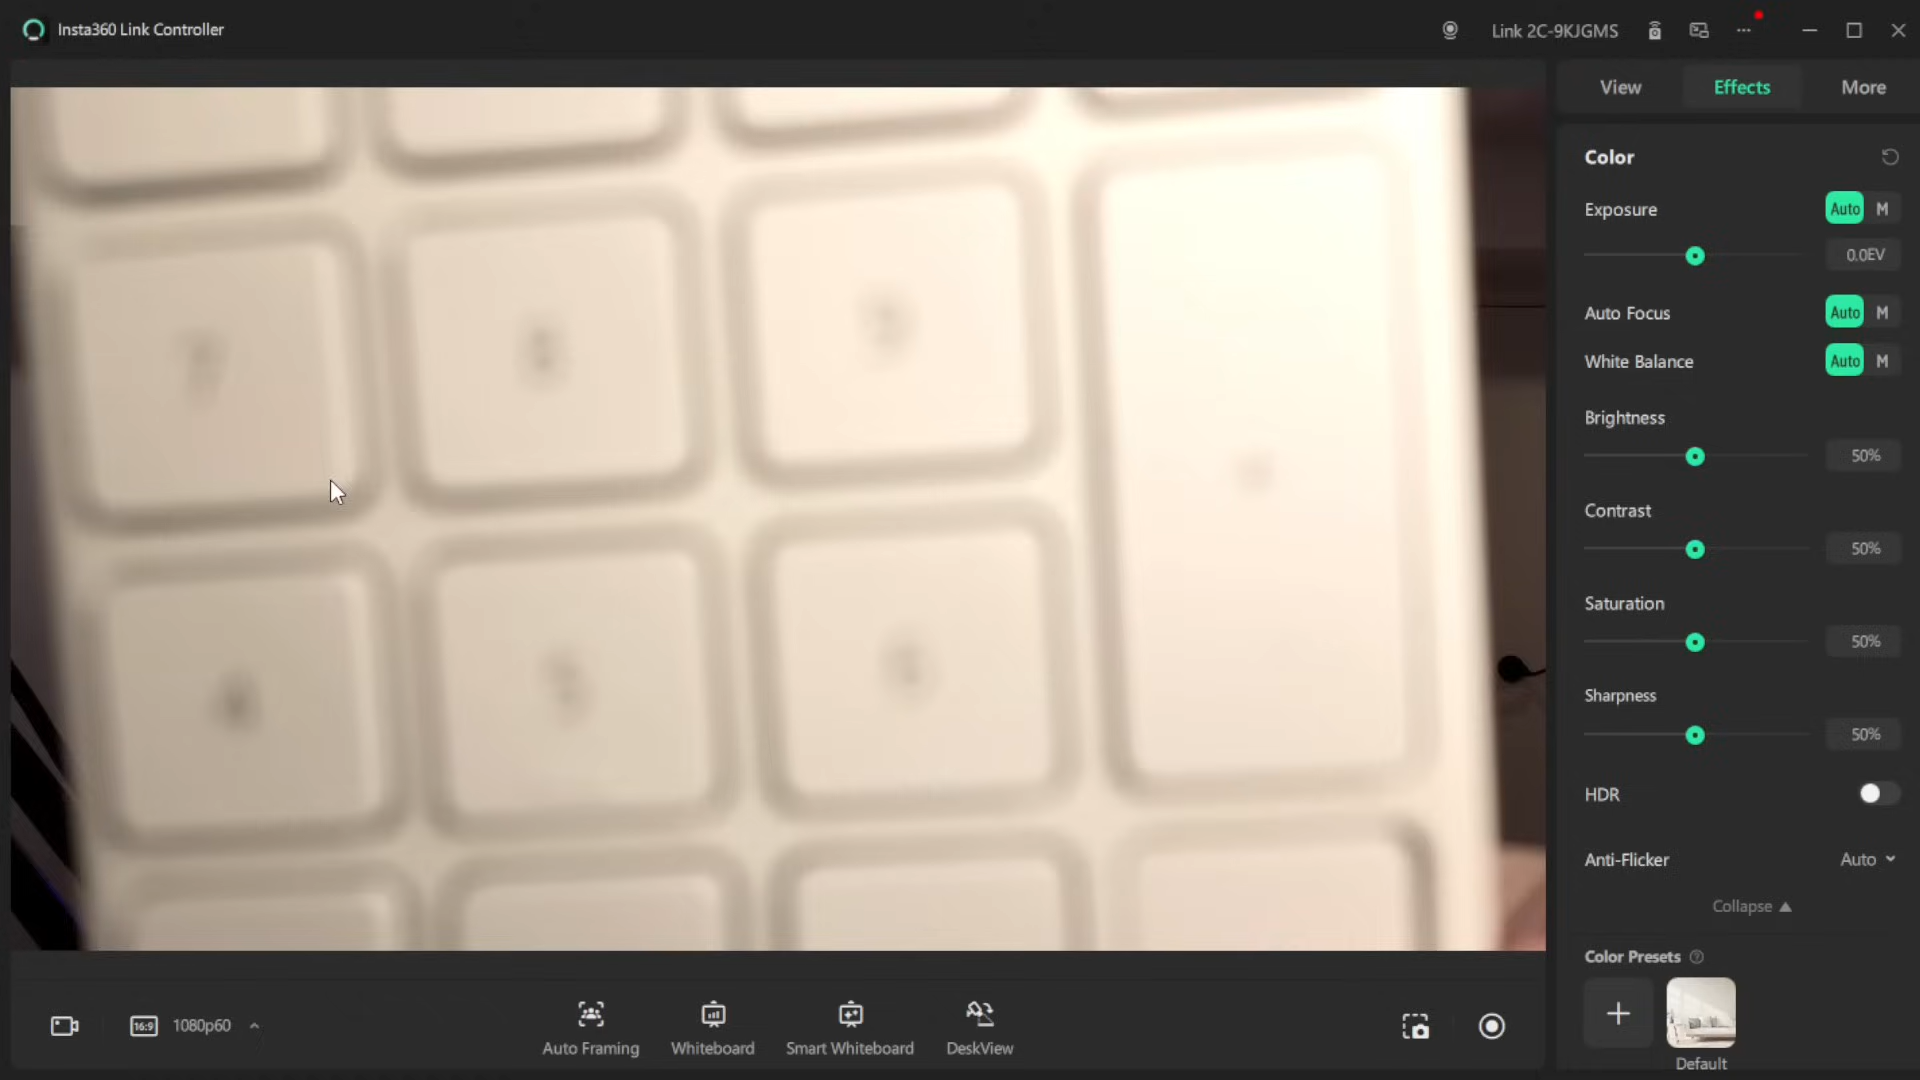 Insta360 Link Controller
Link 2C-9KJGMS
View
Effects
More
Color
Exposure
Auto
M
0.0EV
Auto Focus
Auto
M
White Balance
Auto
M
Brightness
50%
Contrast
50%
Saturation
50%
Sharpness
50%
HDR
Anti-Flicker
Auto
Collapse
Color Presets
Default
16:9
1080p60
Auto Framing
Whiteboard
Smart Whiteboard
DeskView